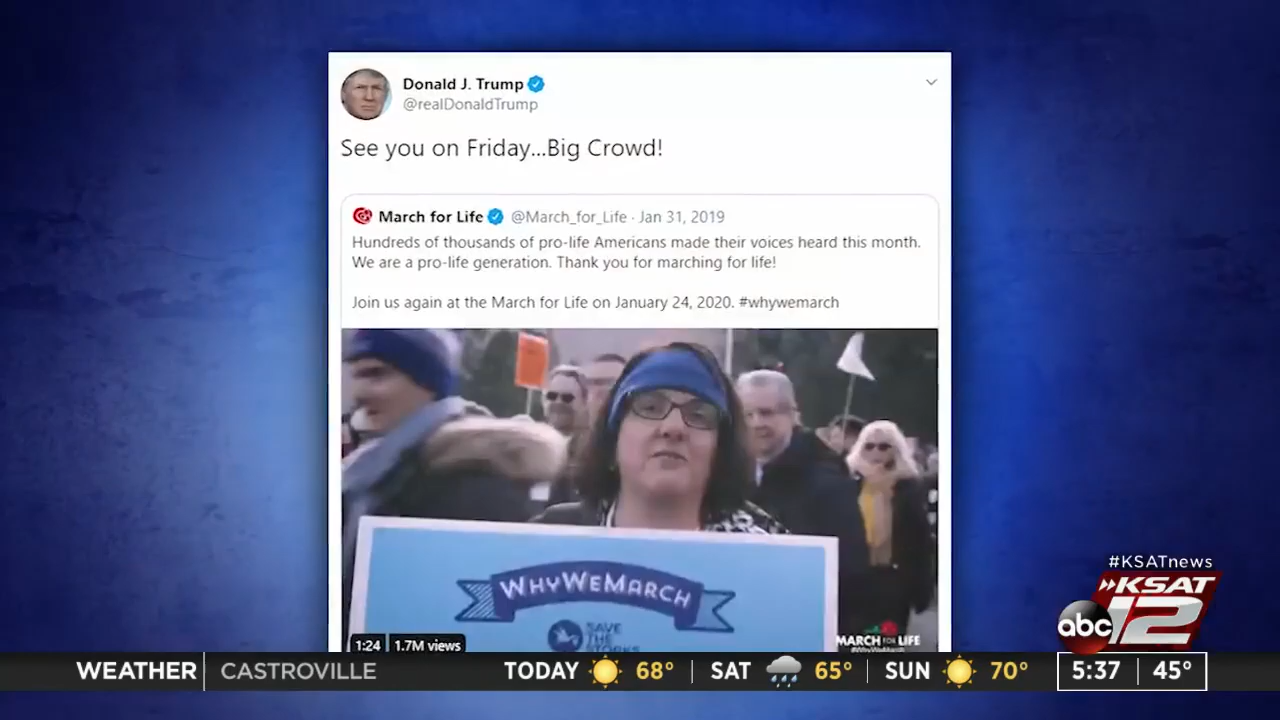 Donald J. Trump
@realDonaldTrump
See you on Friday...Big Crowd!
March for Life @March_for_Life · Jan 31, 2019
Hundreds of thousands of pro-life Americans made their voices heard this month.
We are a pro-life generation. Thank you for marching for life!
Join us again at the March for Life on January 24, 2020. #whywemarch
WHYWEMARCH
SAVE
THE
STORKS
1:24 1.7M views
MARCH FOR LIFE
#WhyWeMarch
#KSATnews
KSAT
abc 12
WEATHER CASTROVILLE TODAY 68° SAT 65° SUN 70° 5:37 45°